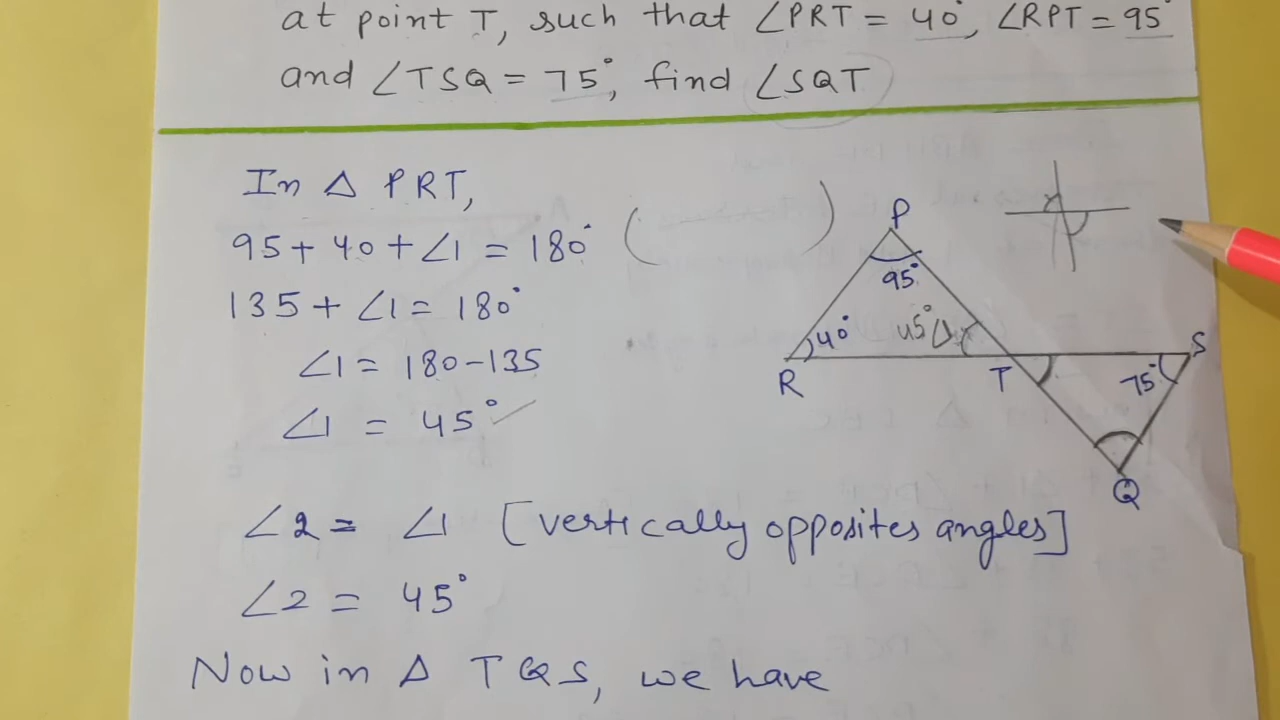 at point T, such that ∠PRT = 40°, ∠RPT = 95°
and ∠TSQ = 75°, find ∠SQT
In △ PRT,
95 + 40 + ∠1 = 180°
135 + ∠1 = 180°
∠1 = 180-135
∠1 = 45°
∠2 = ∠1 [vertically opposites angles]
∠2 = 45°
Now in △ TQS, we have
P
95°
40°
45° ∠1
R
T
S
75°
Q